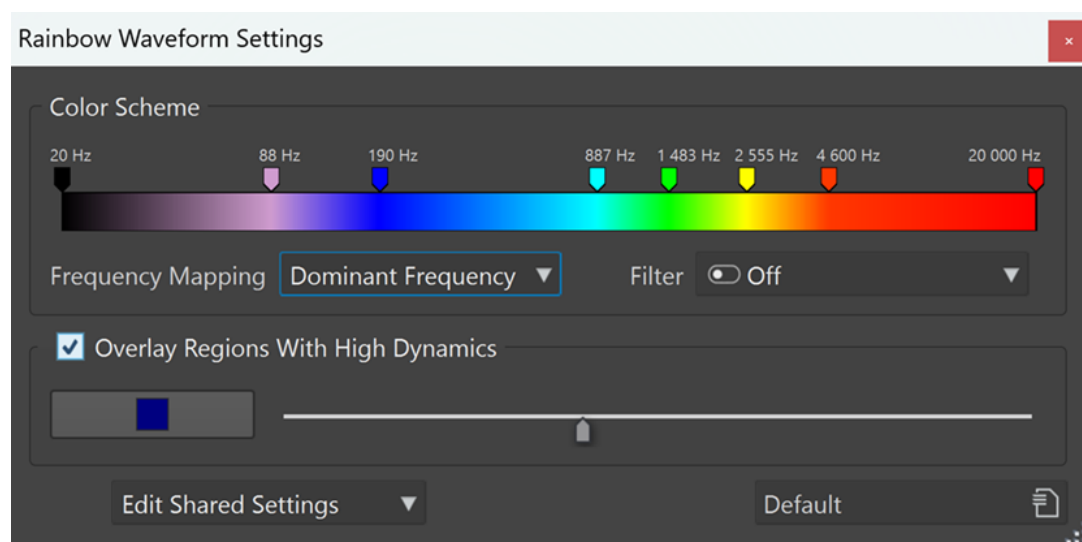 Rainbow Waveform Settings
Color Scheme
20 Hz 88 Hz 190 Hz 887 Hz 1 483 Hz 2 555 Hz 4 600 Hz 20 000 Hz
Frequency Mapping Dominant Frequency Filter Off
Overlay Regions With High Dynamics
Edit Shared Settings Default